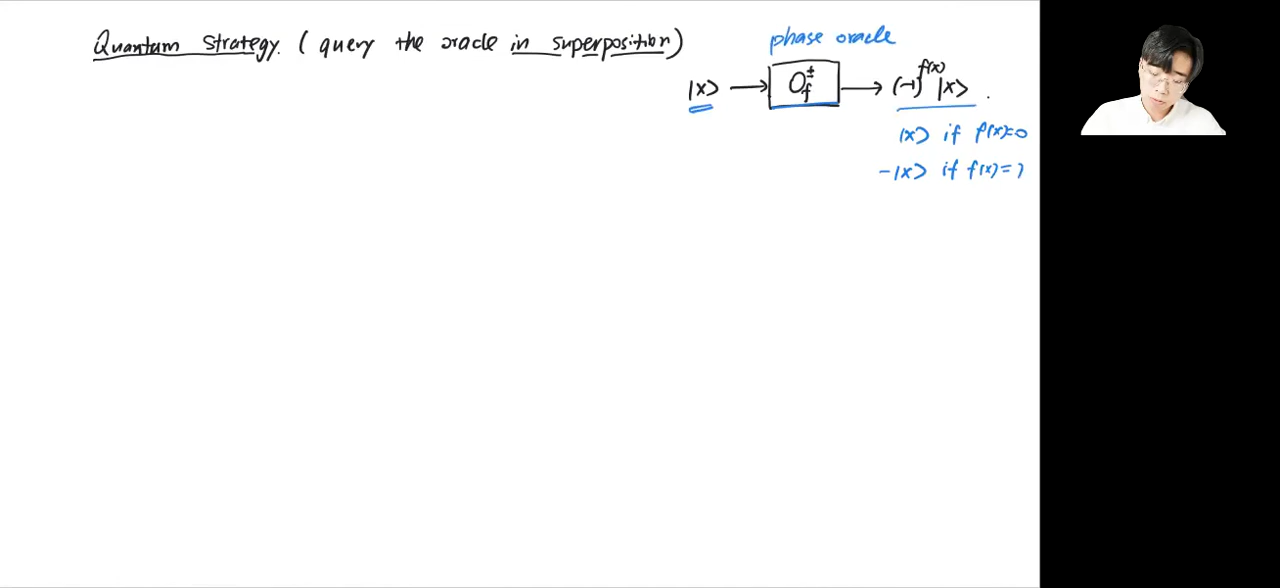 Quantum Strategy. ( query the oracle in superposition)
phase oracle
|x> → O_f^± → (-1)^f(x) |x> .
|x> if f(x)=0
-|x> if f(x)=1